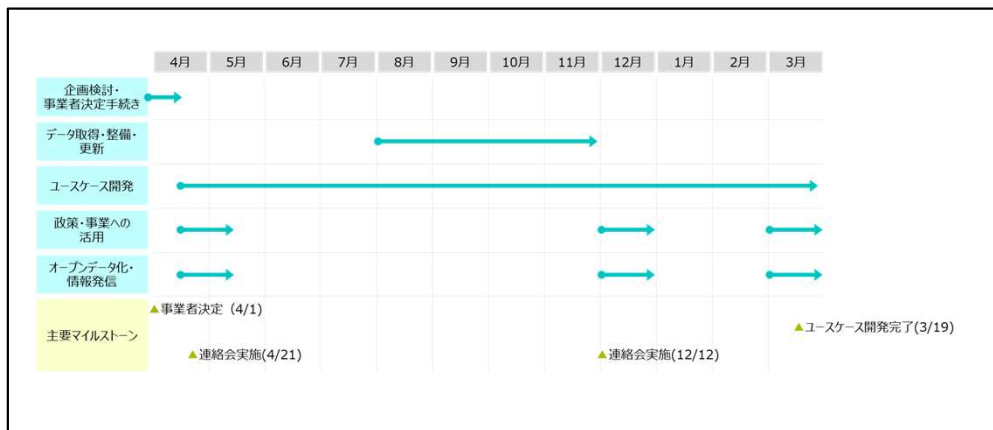 4月 5月 6月 7月 8月 9月 10月 11月 12月 1月 2月 3月
企画検討・
事業者決定手続き
データ取得・整備・
更新
ユースケース開発
政策・事業への
活用
オープンデータ化・
情報発信
主要マイルストーン
▲事業者決定（4/1）
▲ユースケース開発完了(3/19)
▲連絡会実施(4/21)
▲連絡会実施(12/12)